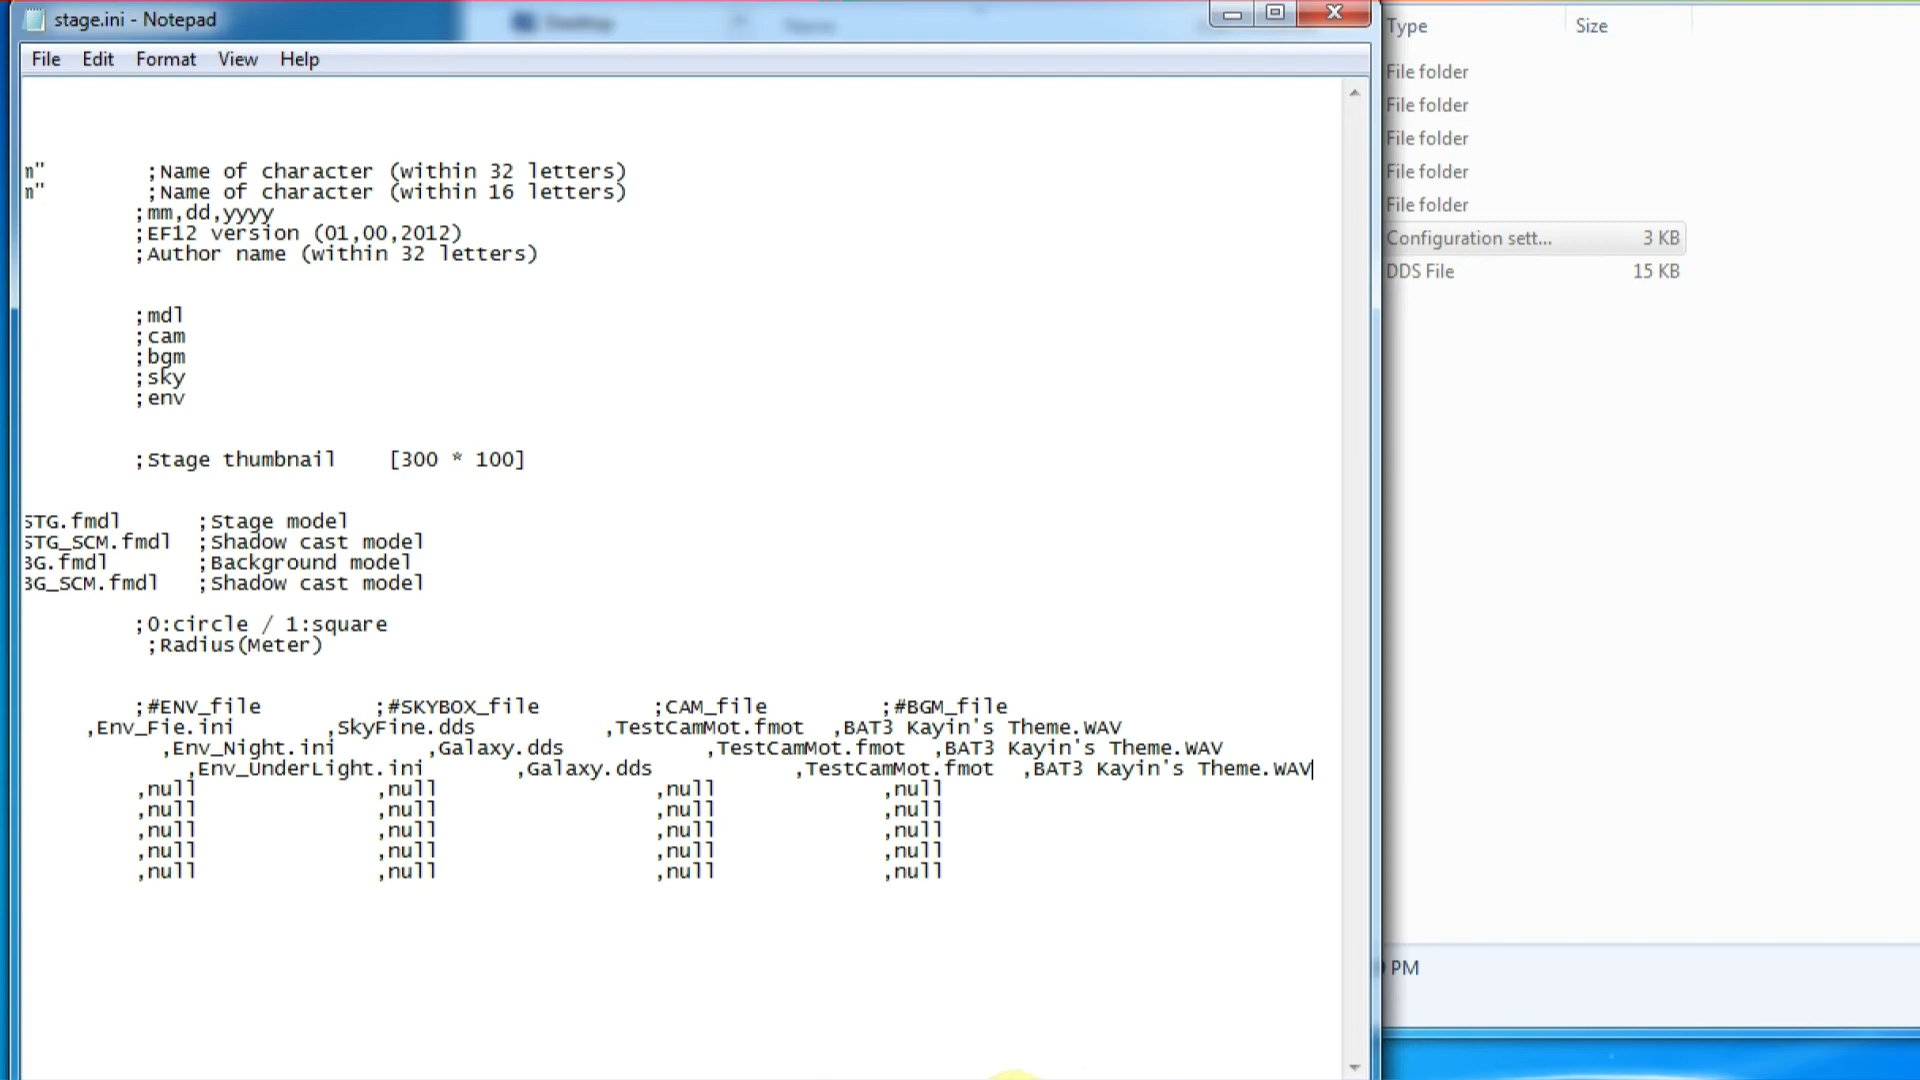 stage.ini - Notepad
Desktop
Name
Type
Size
File Edit Format View Help
File folder
File folder
File folder
File folder
File folder
Configuration sett... 3 KB
DDS File 15 KB
m" ;Name of character (within 32 letters)
m" ;Name of character (within 16 letters)
;mm,dd,yyyy
;EF12 version (01,00,2012)
;Author name (within 32 letters)
;mdl
;cam
;bgm
;sky
;env
;Stage thumbnail [300 * 100]
STG.fmdl ;Stage model
STG_SCM.fmdl ;Shadow cast model
BG.fmdl ;Background model
BG_SCM.fmdl ;Shadow cast model
;0:circle / 1:square
;Radius(Meter)
;#ENV_file ;#SKYBOX_file ;CAM_file ;#BGM_file
,Env_Fie.ini ,SkyFine.dds ,TestCamMot.fmot ,BAT3 Kayin's Theme.WAV
,Env_Night.ini ,Galaxy.dds ,TestCamMot.fmot ,BAT3 Kayin's Theme.WAV
,Env_UnderLight.ini ,Galaxy.dds ,TestCamMot.fmot ,BAT3 Kayin's Theme.WAV
,null ,null ,null ,null
,null ,null ,null ,null
,null ,null ,null ,null
,null ,null ,null ,null
,null ,null ,null ,null
PM